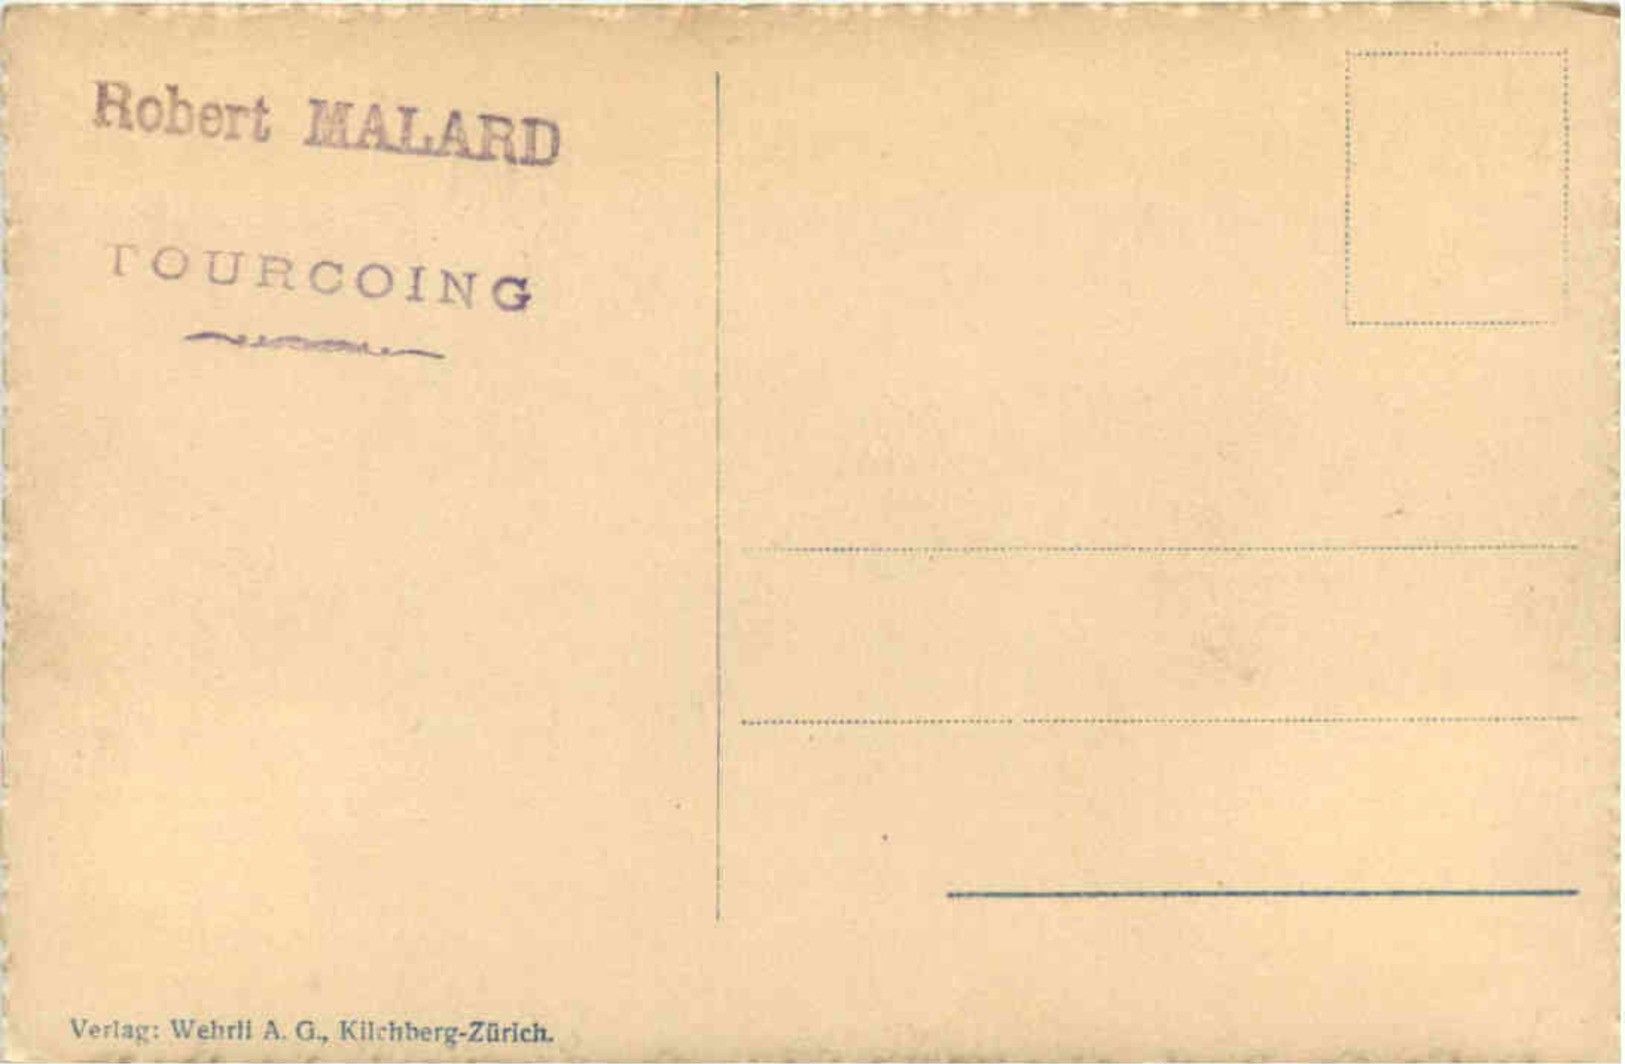 Robert MALARD
TOURCOING
Verlag: Wehrli A. G., Kilchberg-Zürich.